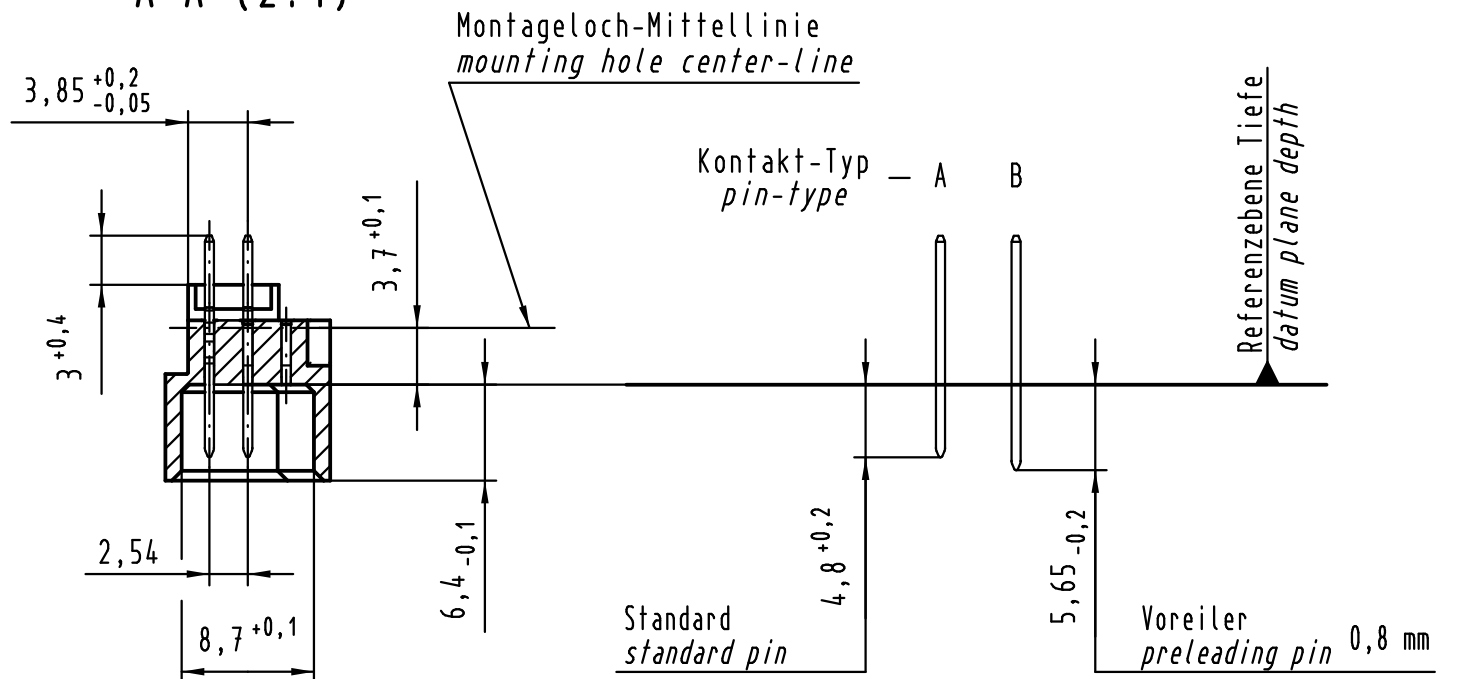 A-A (2:1)
Montageloch-Mittellinie
mounting hole center-line
3,85 +0,2 -0,05
Kontakt-Typ
pin-type
— A B
Referenzebene Tiefe
datum plane depth
3,7 +0,1
3 +0,4
2,54
8,7 +0,1
6,4 -0,1
4,8 +0,2
5,65 -0,2
Standard
standard pin
Voreiler
preleading pin 0,8 mm